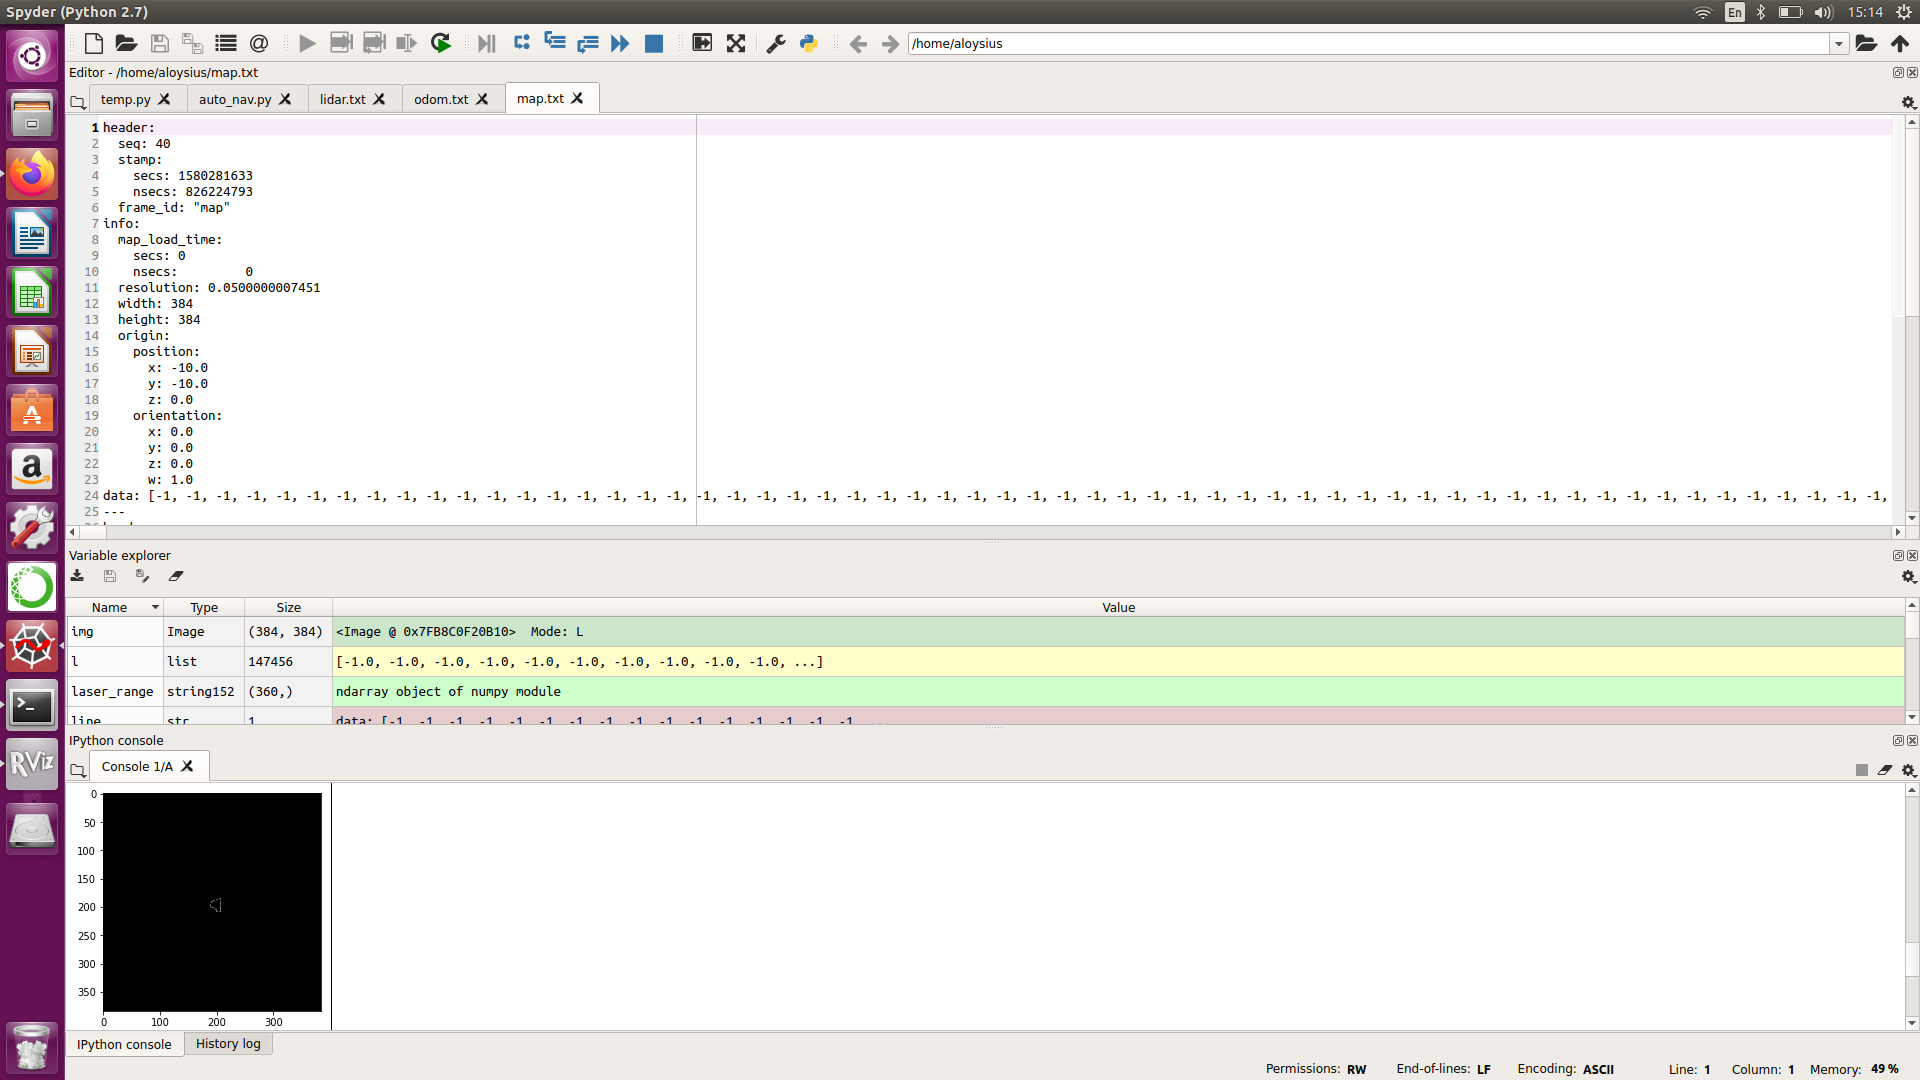 Spyder (Python 2.7)
En
15:14
/home/aloysius
Editor - /home/aloysius/map.txt
temp.py
auto_nav.py
lidar.txt
odom.txt
map.txt
1 header:
2 seq: 40
3 stamp:
4 secs: 1580281633
5 nsecs: 826224793
6 frame_id: "map"
7 info:
8 map_load_time:
9 secs: 0
10 nsecs: 0
11 resolution: 0.0500000007451
12 width: 384
13 height: 384
14 origin:
15 position:
16 x: -10.0
17 y: -10.0
18 z: 0.0
19 orientation:
20 x: 0.0
21 y: 0.0
22 z: 0.0
23 w: 1.0
24 data: [-1, -1, -1, -1, -1, -1, -1, -1, -1, -1, -1, -1, -1, -1, -1, -1, -1, -1, -1, -1, -1, -1, -1, -1, -1, -1, -1, -1, -1, -1, -1, -1, -1, -1, -1, -1, -1, -1, -1, -1, -1, -1, -1, -1, -1, -1, -1, -1, -1, -1, -1, -1, -1, -1, -1, -1, -1, -1,
25 ---
Variable explorer
Name Type Size Value
img Image (384, 384) <Image @ 0x7FB8C0F20B10> Mode: L
l list 147456 [-1.0, -1.0, -1.0, -1.0, -1.0, -1.0, -1.0, -1.0, -1.0, -1.0, ...]
laser_range string152 (360,) ndarray object of numpy module
line str 1 data: [-1, -1, -1, -1, -1, -1, -1, -1, -1, -1, -1, -1, -1, -1, -1, -1, ...
IPython console
Console 1/A
0
50
100
150
200
250
300
350
0 100 200 300
IPython console
History log
Permissions: RW End-of-lines: LF Encoding: ASCII Line: 1 Column: 1 Memory: 49 %
a
RViz